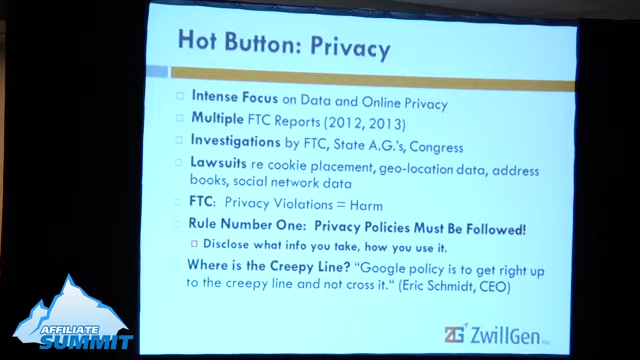 Hot Button: Privacy
Intense Focus on Data and Online Privacy
Multiple FTC Reports (2012, 2013)
Investigations by FTC, State A.G.'s, Congress
Lawsuits re cookie placement, geo-location data, address
books, social network data
FTC: Privacy Violations = Harm
Rule Number One: Privacy Policies Must Be Followed!
Disclose what info you take, how you use it.
Where is the Creepy Line? "Google policy is to get right up
to the creepy line and not cross it." (Eric Schmidt, CEO)
AFFILIATE
SUMMIT
ZG ZwillGen